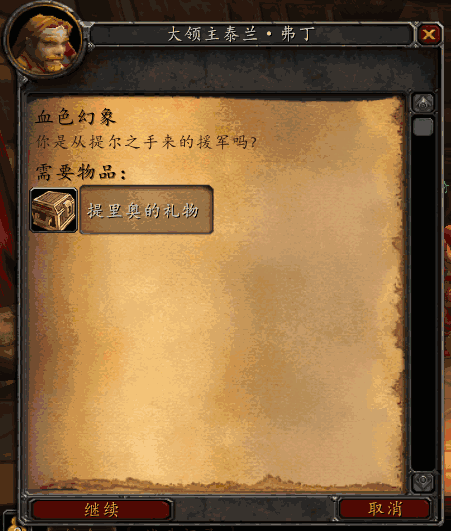 大领主泰兰·弗丁
血色幻象
你是从提尔之手来的援军吗?
需要物品:
提里奥的礼物
继续
取消